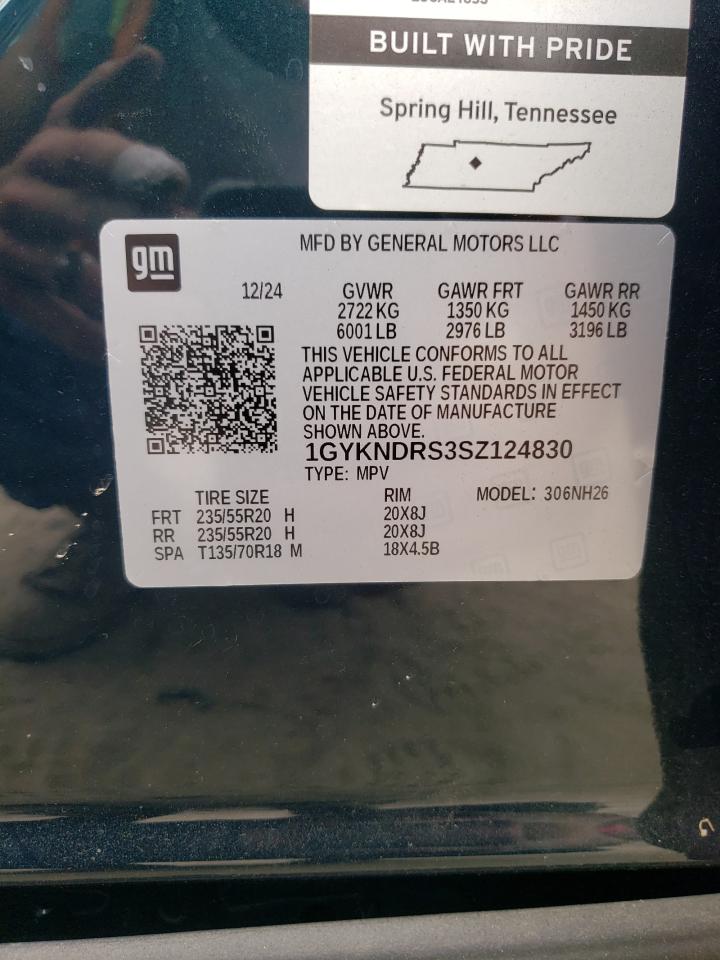 BUILT WITH PRIDE
Spring Hill, Tennessee
gm
MFD BY GENERAL MOTORS LLC
12/24 GVWR GAWR FRT GAWR RR
2722 KG 1350 KG 1450 KG
6001 LB 2976 LB 3196 LB
THIS VEHICLE CONFORMS TO ALL
APPLICABLE U.S. FEDERAL MOTOR
VEHICLE SAFETY STANDARDS IN EFFECT
ON THE DATE OF MANUFACTURE
SHOWN ABOVE.
1GYKNDRS3SZ124830
TYPE: MPV
TIRE SIZE RIM MODEL: 306NH26
FRT 235/55R20 H 20X8J
RR 235/55R20 H 20X8J
SPA T135/70R18 M 18X4.5B